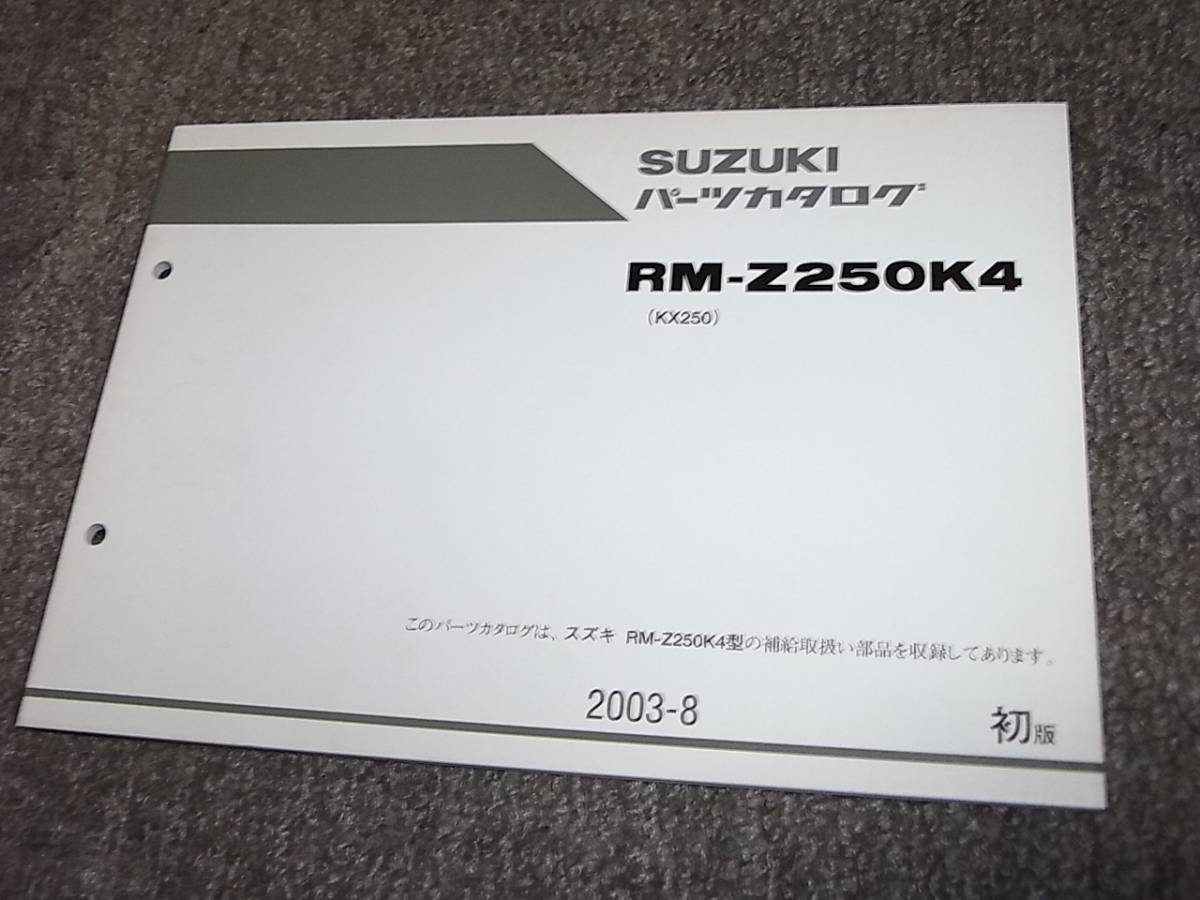 SUZUKI
パーツカタログ
RM-Z250K4
(KX250)
このパーツカタログは、スズキ RM-Z250K4型の補給取扱い部品を収録してあります。
2003-8
初版